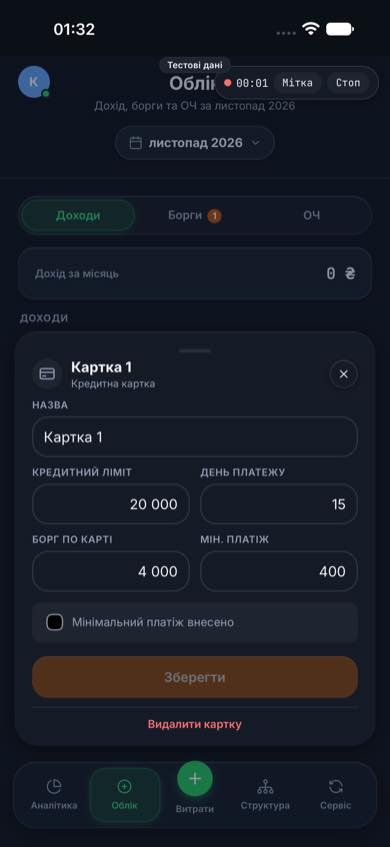 01:32
Тестові дані
К
Облік
00:01 Мітка Стоп
Дохід, борги та ОЧ за листопад 2026
листопад 2026
Доходи Борги 1 ОЧ
Дохід за місяць 0 ₴
ДОХОДИ
Картка 1
Кредитна картка
НАЗВА
Картка 1
КРЕДИТНИЙ ЛІМІТ ДЕНЬ ПЛАТЕЖУ
20 000 15
БОРГ ПО КАРТІ МІН. ПЛАТІЖ
4 000 400
Мінімальний платіж внесено
Зберегти
Видалити картку
Аналітика Облік Витрати Структура Сервіс